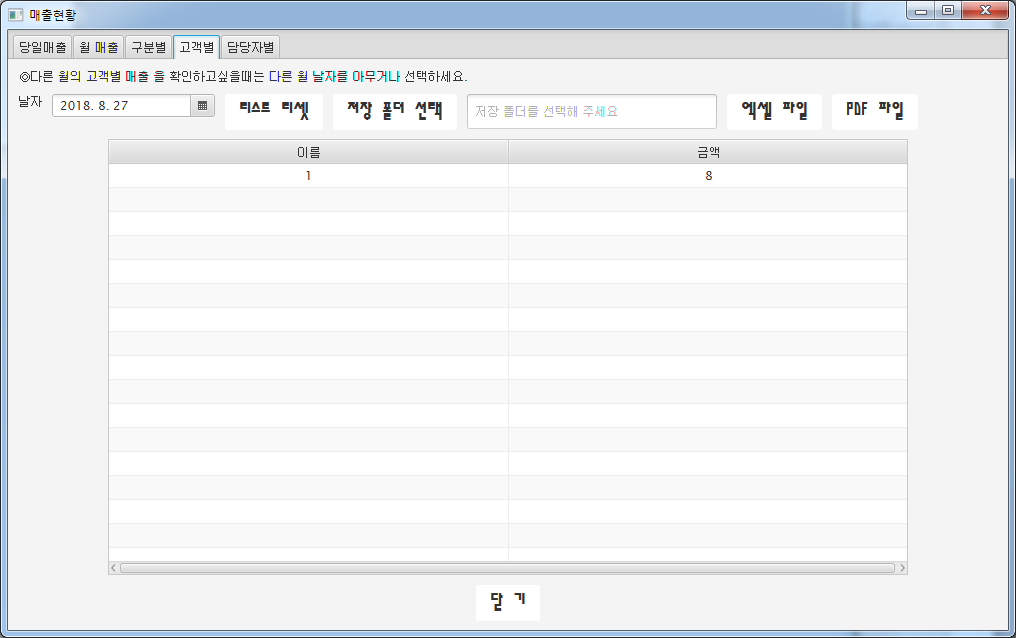 매출현황
당일매출 월 매출 구분별 고객별 담당자별
◎다른 월의 고객별 매출 을 확인하고싶을때는 다른 월 날자를 아무거나 선택하세요.
날자 2018. 8. 27 리스트 리셋 저장 폴더 선택 저장 폴더를 선택해 주세요 엑셀 파일 PDF 파일
이름 금액
1 8
닫 기